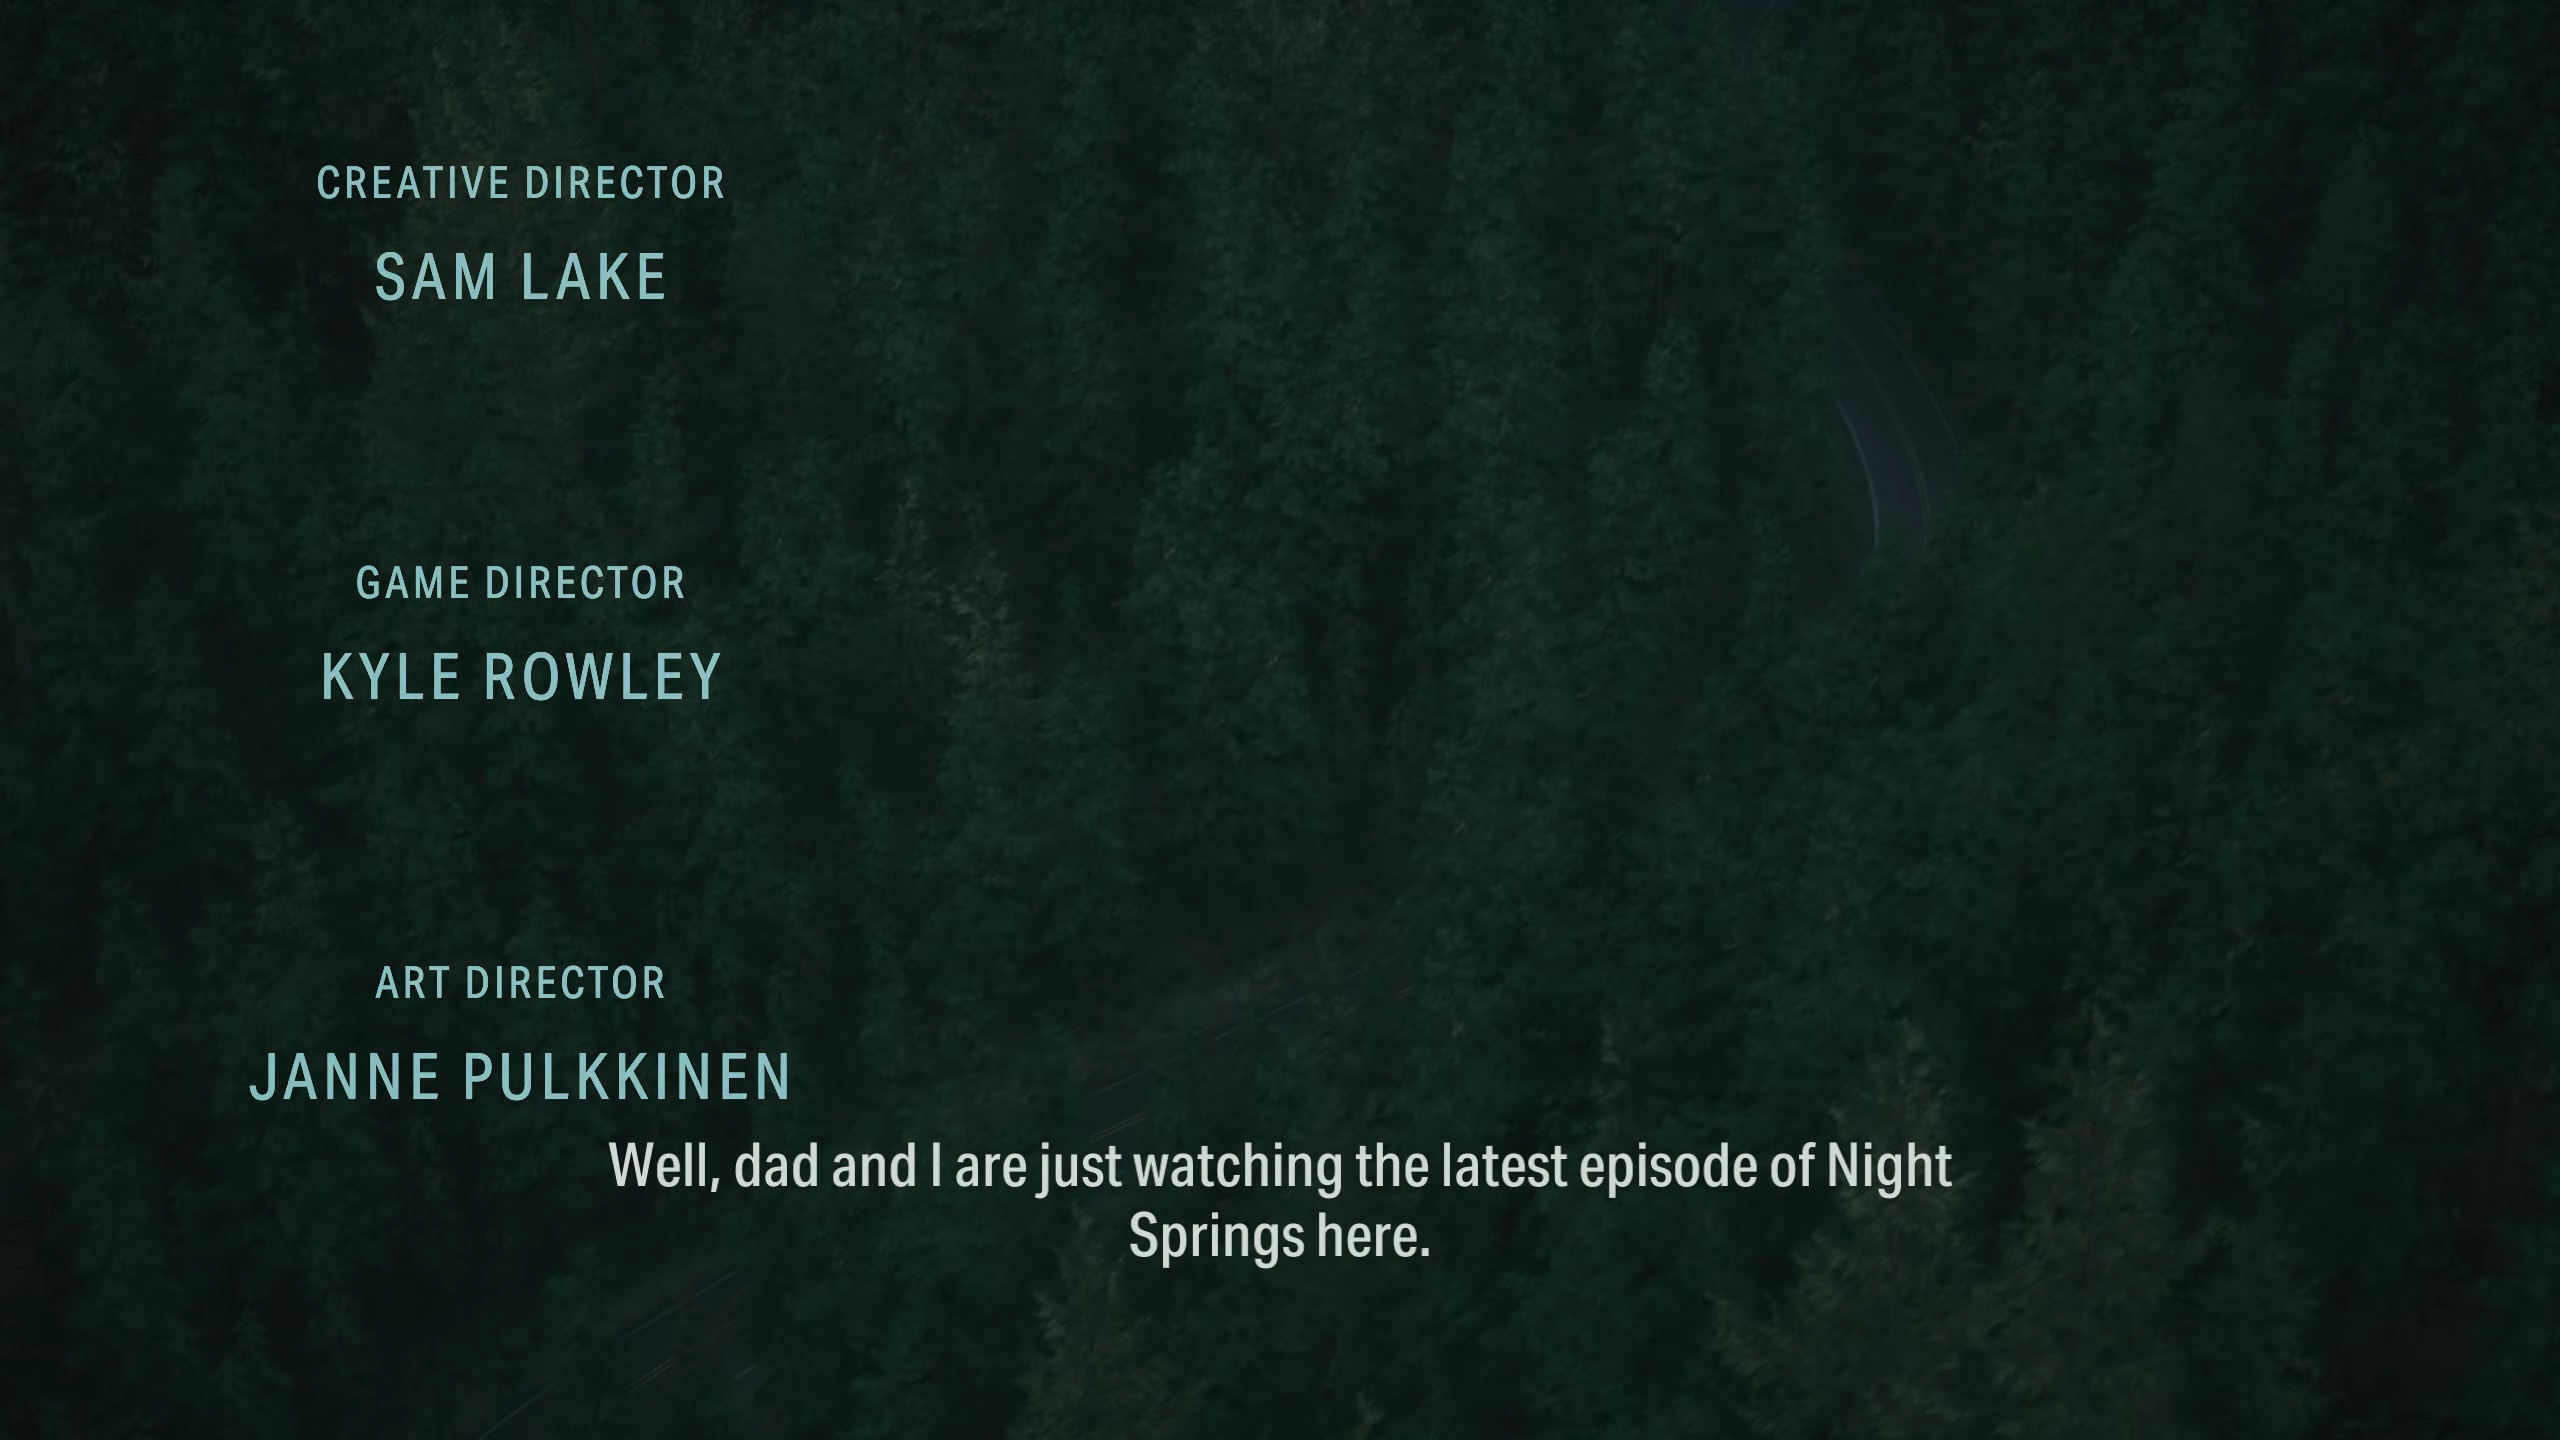 CREATIVE DIRECTOR
SAM LAKE
GAME DIRECTOR
KYLE ROWLEY
ART DIRECTOR
JANNE PULKKINEN
Well, dad and I are just watching the latest episode of Night
Springs here.